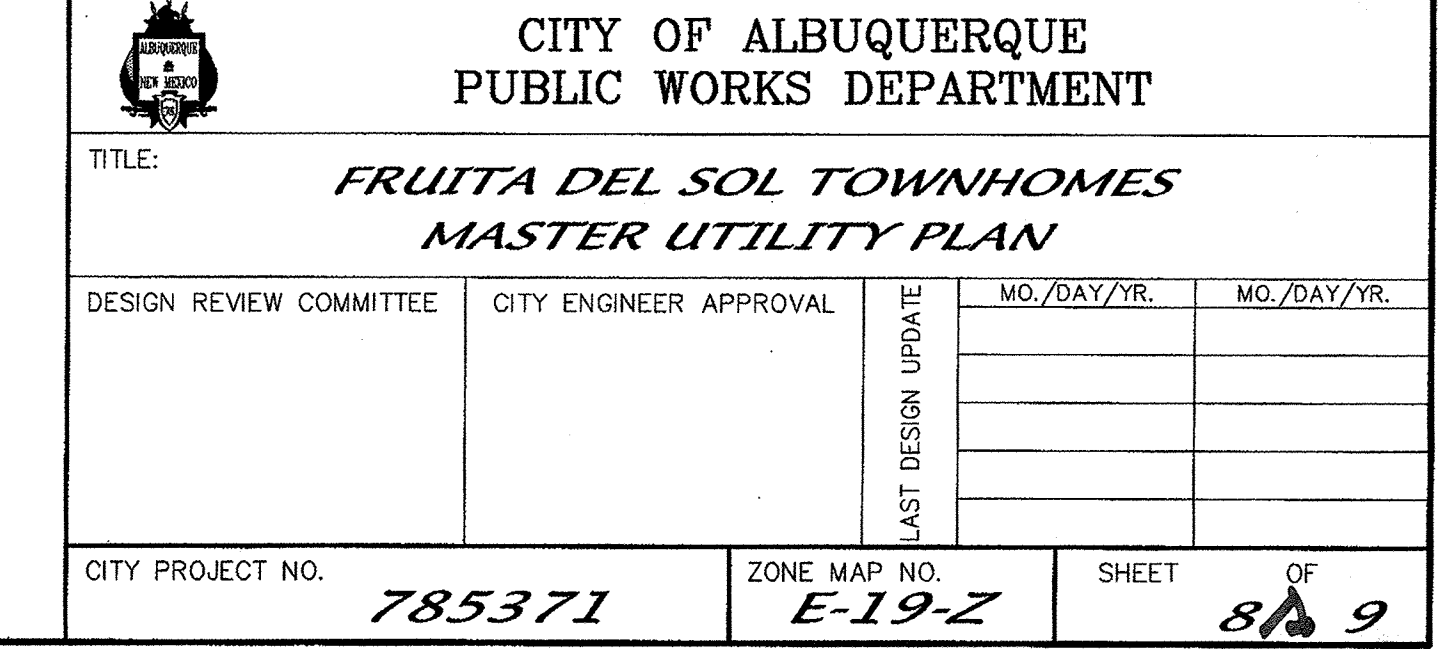 ALBUQUERQUE
NEW MEXICO
CITY OF ALBUQUERQUE
PUBLIC WORKS DEPARTMENT
TITLE:
FRUITA DEL SOL TOWNHOMES
MASTER UTILITY PLAN
DESIGN REVIEW COMMITTEE
CITY ENGINEER APPROVAL
LAST DESIGN UPDATE
MO./DAY/YR.
MO./DAY/YR.
CITY PROJECT NO.
785371
ZONE MAP NO.
E-19-Z
SHEET OF
8A 9